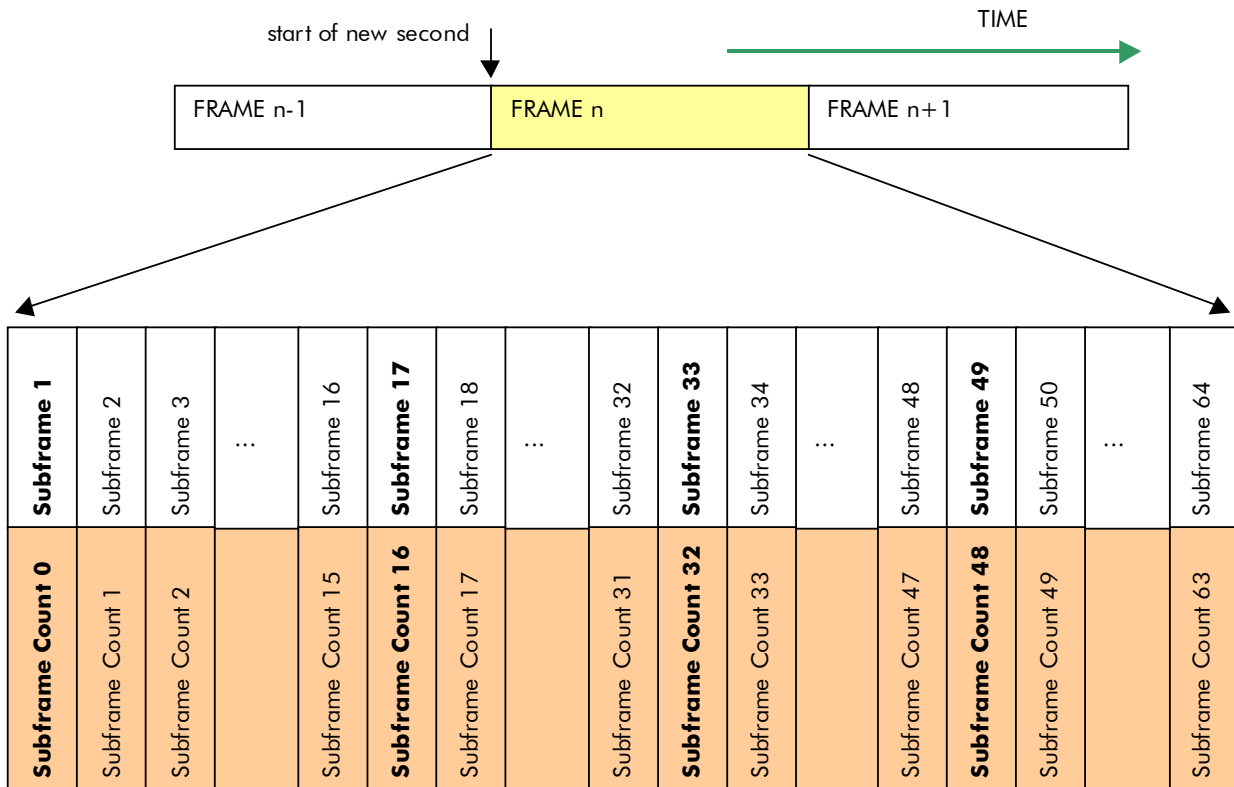 TIME
start of new second
FRAME n-1
FRAME n
FRAME n+1
Subframe 1
Subframe 2
Subframe 3
...
Subframe 16
Subframe 17
Subframe 18
...
Subframe 32
Subframe 33
Subframe 34
...
Subframe 48
Subframe 49
Subframe 50
...
Subframe 64
Subframe Count 0
Subframe Count 1
Subframe Count 2
Subframe Count 15
Subframe Count 16
Subframe Count 17
Subframe Count 31
Subframe Count 32
Subframe Count 33
Subframe Count 47
Subframe Count 48
Subframe Count 49
Subframe Count 63